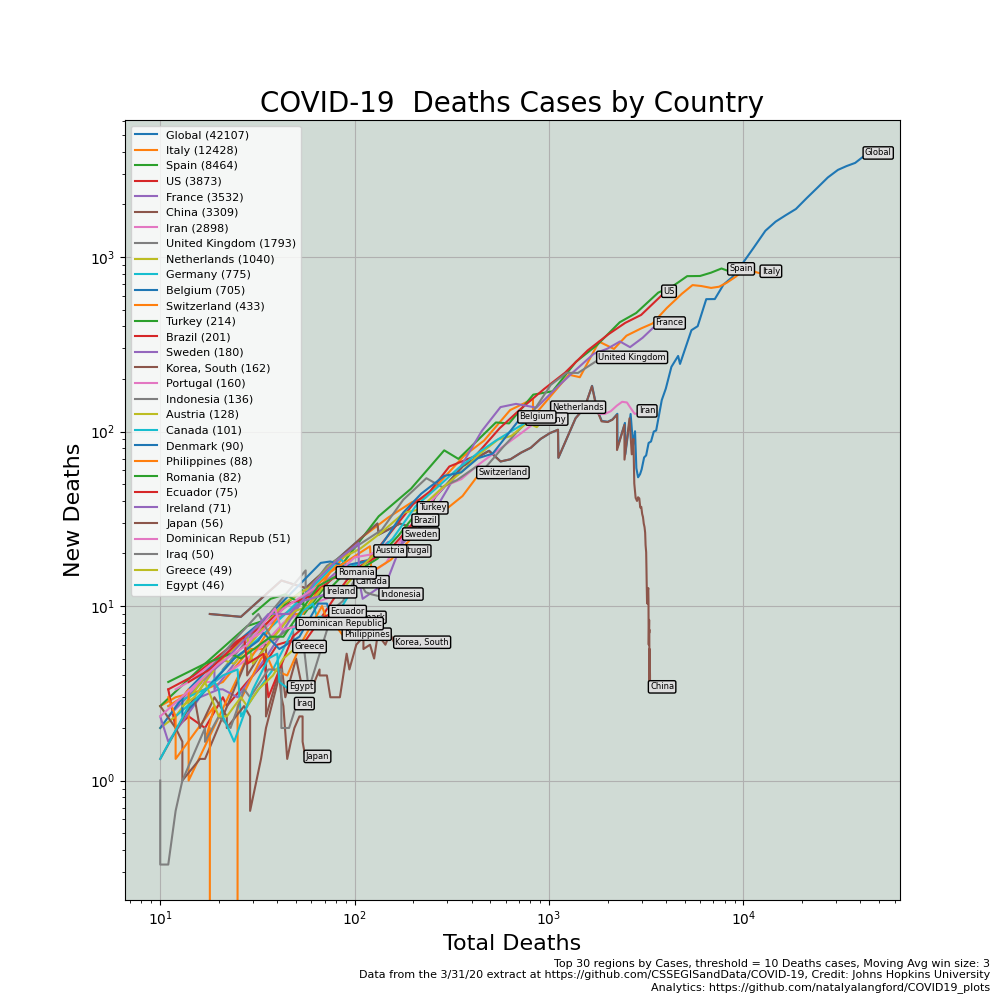 COVID-19  Deaths Cases by Country
Global (42107)
Italy (12428)
Spain (8464)
US (3873)
France (3532)
China (3309)
Iran (2898)
United Kingdom (1793)
Netherlands (1040)
Germany (775)
Belgium (705)
Switzerland (433)
Turkey (214)
Brazil (201)
Sweden (180)
Korea, South (162)
Portugal (160)
Indonesia (136)
Austria (128)
Canada (101)
Denmark (90)
Philippines (88)
Romania (82)
Ecuador (75)
Ireland (71)
Japan (56)
Dominican Repub (51)
Iraq (50)
Greece (49)
Egypt (46)
Global
Spain
Italy
US
France
United Kingdom
Netherlands
Iran
Belgium
Switzerland
Turkey
Brazil
Sweden
Austria
Romania
Canada
Ireland
Indonesia
Ecuador
Dominican Republic
Philippines
Korea, South
Greece
Egypt
China
Iraq
Japan
New Deaths
10³
10²
10¹
10⁰
10¹ 10² 10³ 10⁴
Total Deaths
Top 30 regions by Cases, threshold = 10 Deaths cases, Moving Avg win size: 3
Data from the 3/31/20 extract at https://github.com/CSSEGISandData/COVID-19, Credit: Johns Hopkins University
Analytics: https://github.com/natalyalangford/COVID19_plots